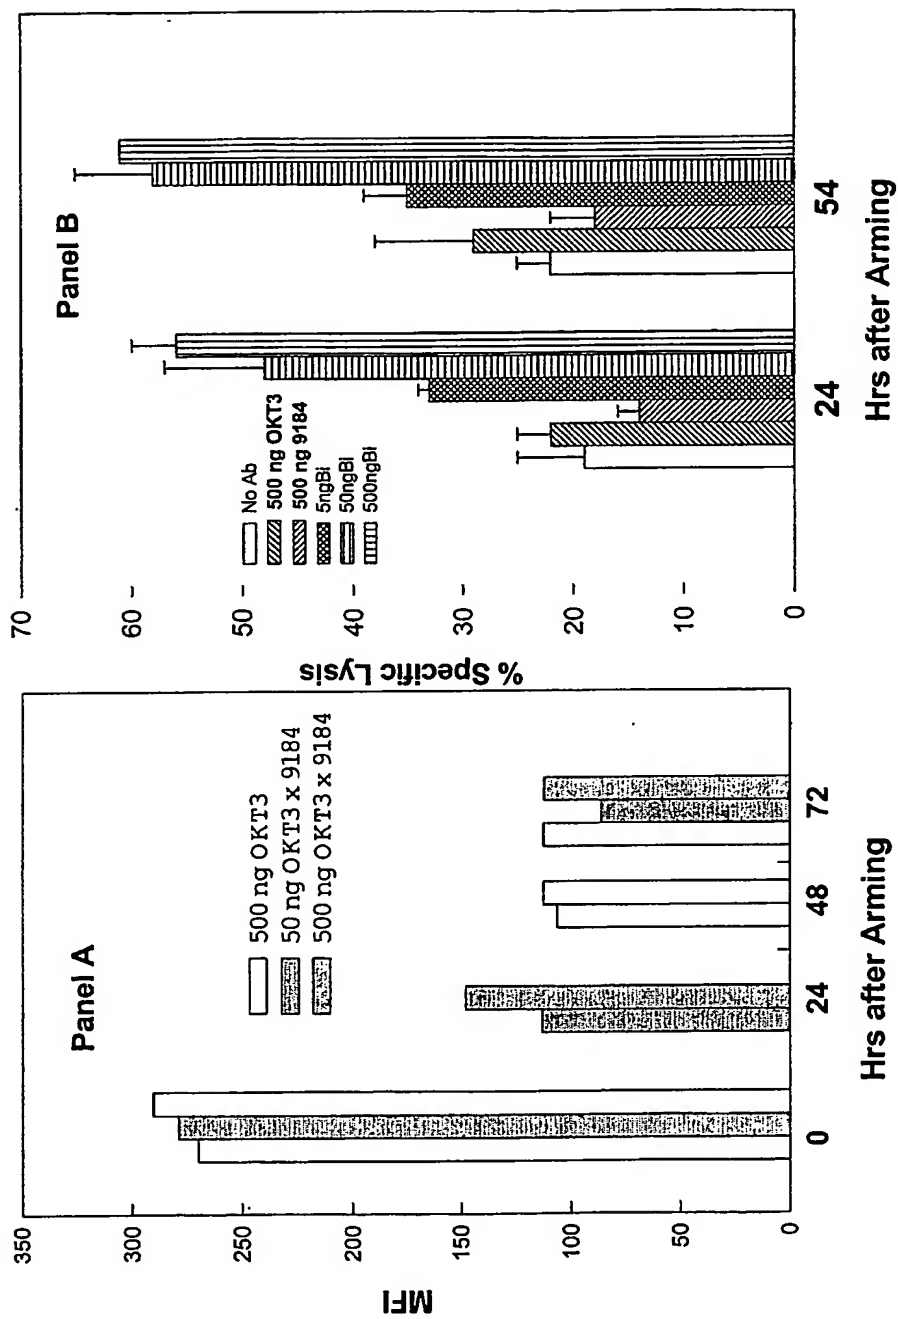 Panel A
500 ng OKT3
50 ng OKT3 x 9184
500 ng OKT3 x 9184
350
300
250
200
150
100
50
0
MFI
0
24
48
72
Hrs after Arming
Panel B
No Ab
500 ng OKT3
500 ng 9184
5ngBi
50ngBi
500ngBi
70
60
50
40
30
20
10
0
% Specific Lysis
24
54
Hrs after Arming